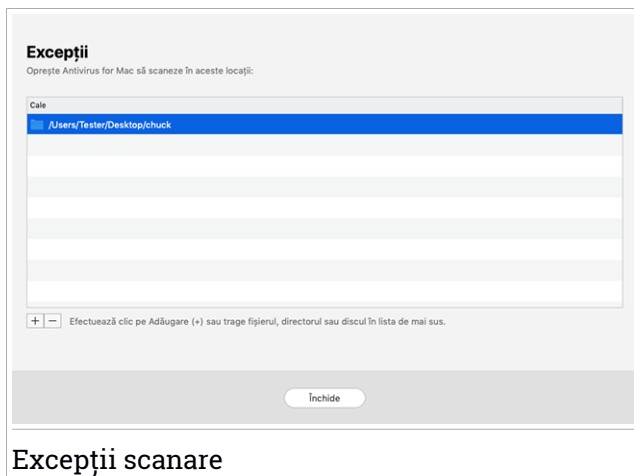 Excepții
Oprește Antivirus for Mac să scaneze în aceste locații:
Cale
/Users/Tester/Desktop/chuck
+ − Efectuează clic pe Adăugare (+) sau trage fișierul, directorul sau discul în lista de mai sus.
Închide
Excepții scanare